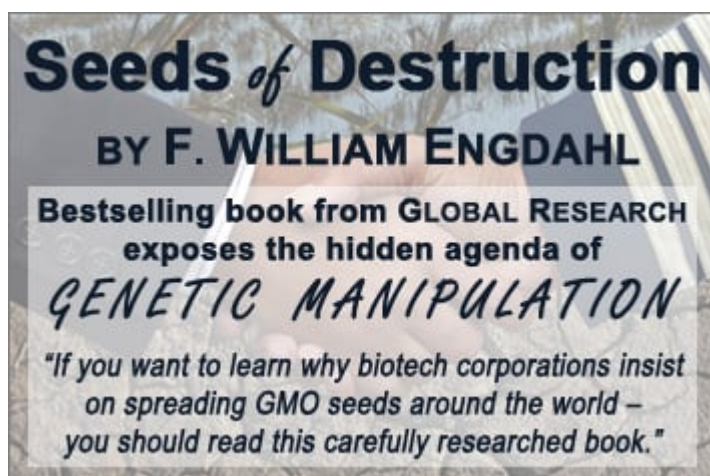 Seeds of Destruction
BY F. WILLIAM ENGDAHL
Bestselling book from GLOBAL RESEARCH
exposes the hidden agenda of
GENETIC MANIPULATION
“If you want to learn why biotech corporations insist
on spreading GMO seeds around the world –
you should read this carefully researched book.”